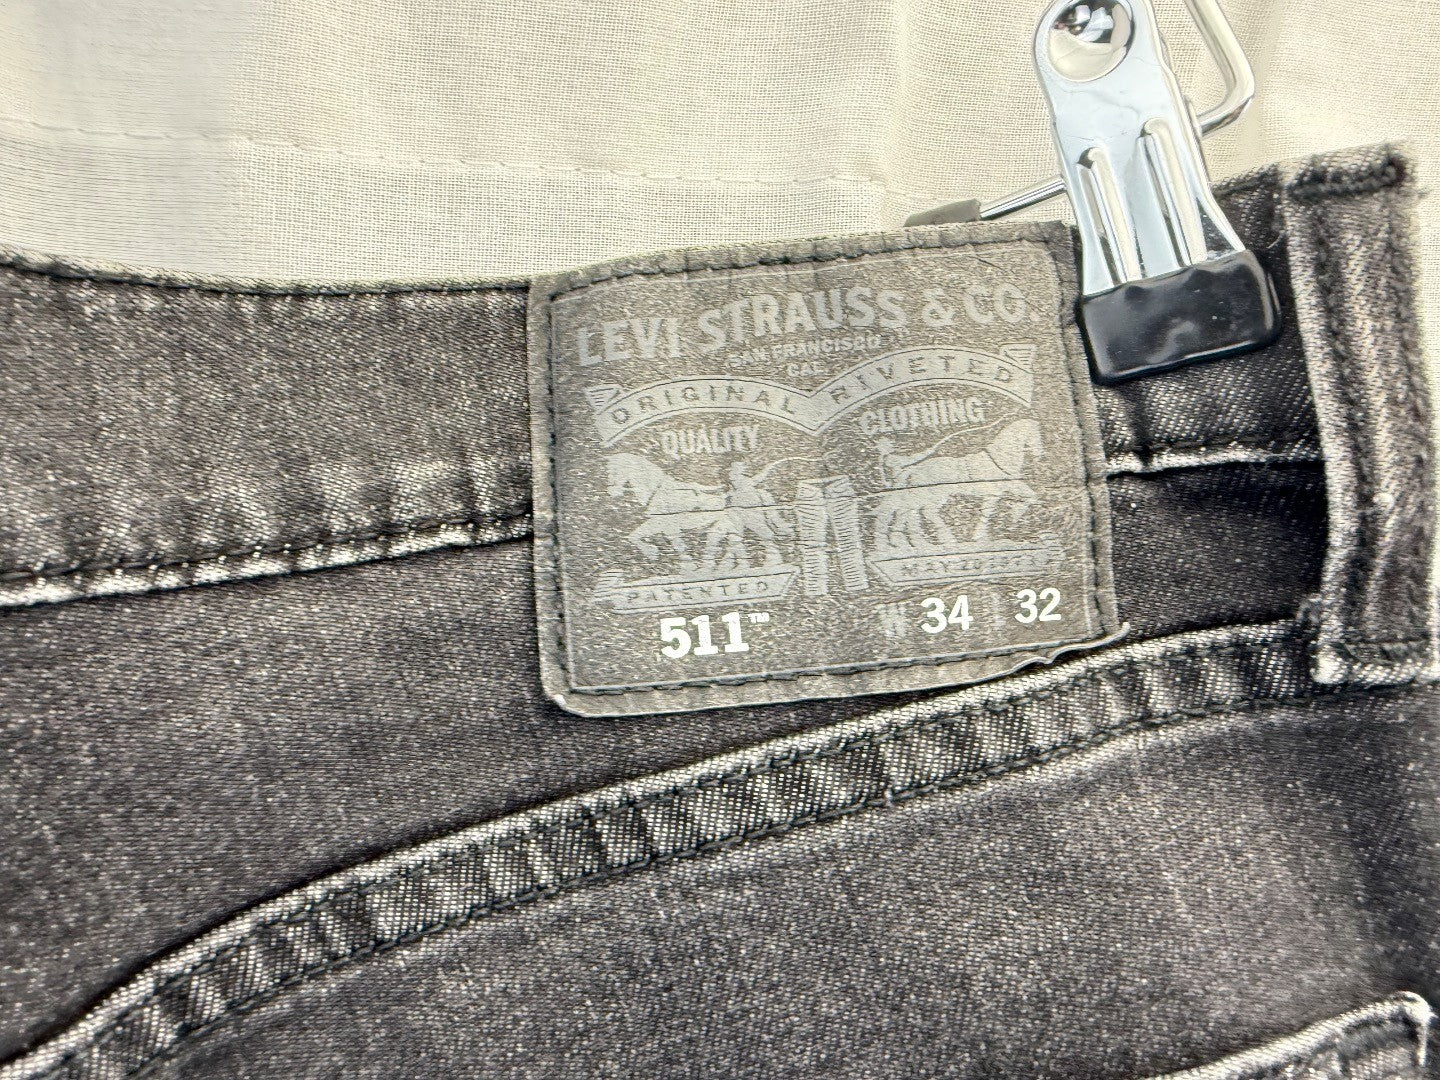 LEVI STRAUSS & CO.
SAN FRANCISCO
CAL
ORIGINAL RIVETED
QUALITY CLOTHING
PATENTED
511™ W 34 L 32